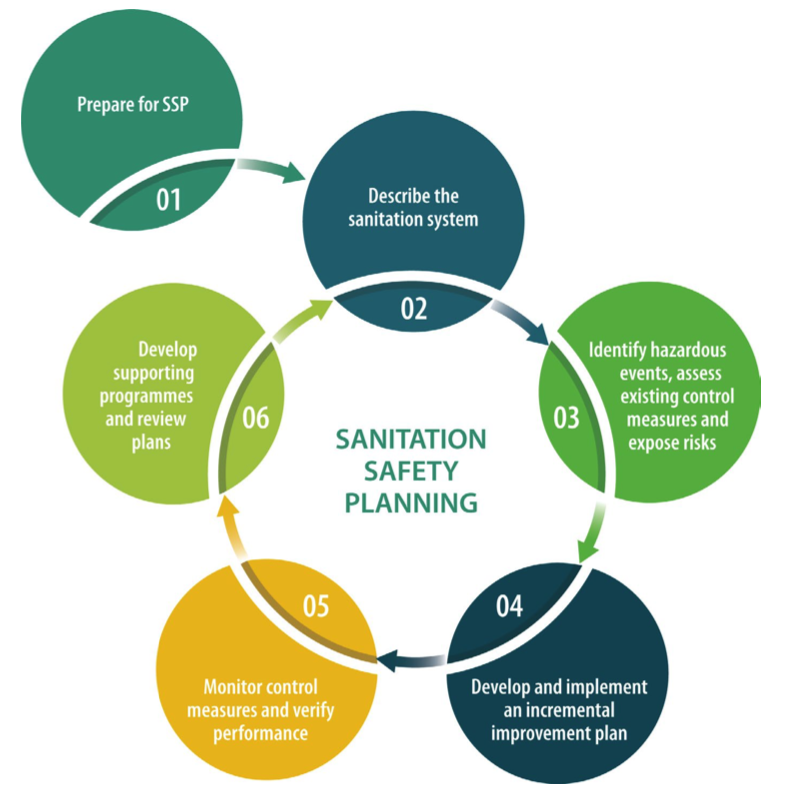 Prepare for SSP
01
Describe the
sanitation system
02
Identify hazardous
events, assess
existing control
measures and
expose risks
03
Develop and implement
an incremental
improvement plan
04
Monitor control
measures and verify
performance
05
Develop
supporting
programmes
and review
plans
06
SANITATION
SAFETY
PLANNING